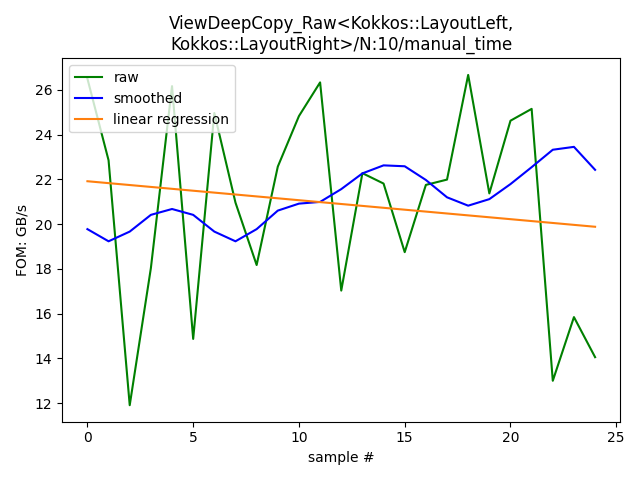 ViewDeepCopy_Raw<Kokkos::LayoutLeft,
Kokkos::LayoutRight>/N:10/manual_time
raw
smoothed
linear regression
FOM: GB/s
26
24
22
20
18
16
14
12
0
5
10
15
20
25
sample #